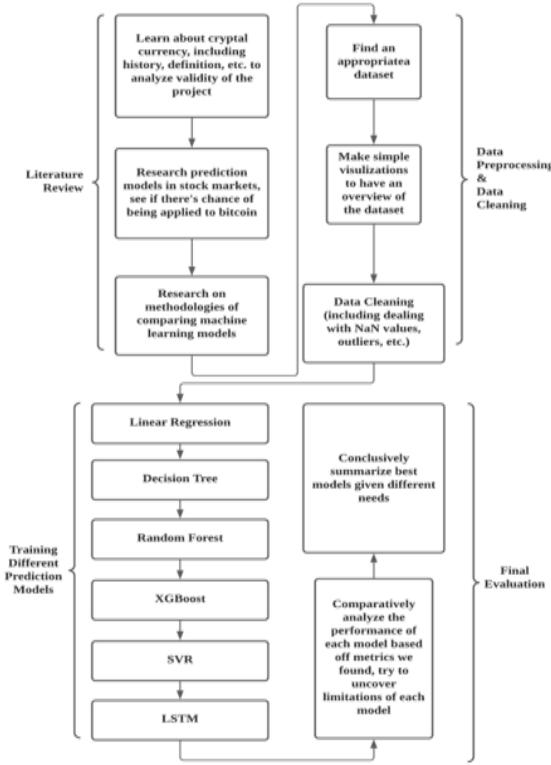 Learn about cryptal
currency, including
history, definition, etc. to
analyze validity of the
project
Literature
Review
Research prediction
models in stock markets,
see if there's chance of
being applied to bitcoin
Research on
methodologies of
comparing machine
learning models
Find an
appropriatea
dataset
Make simple
visulizations
to have an
overview of
the dataset
Data Cleaning
(including dealing
with NaN values,
outliers, etc.)
Data
Preprocessing
&
Data
Cleaning
Training
Different
Prediction
Models
Linear Regression
Decision Tree
Random Forest
XGBoost
SVR
LSTM
Comparatively
analyze the
performance of
each model based
off metrics we
found, try to
uncover
limitations of each
model
Conclusively
summarize best
models given different
needs
Final
Evaluation